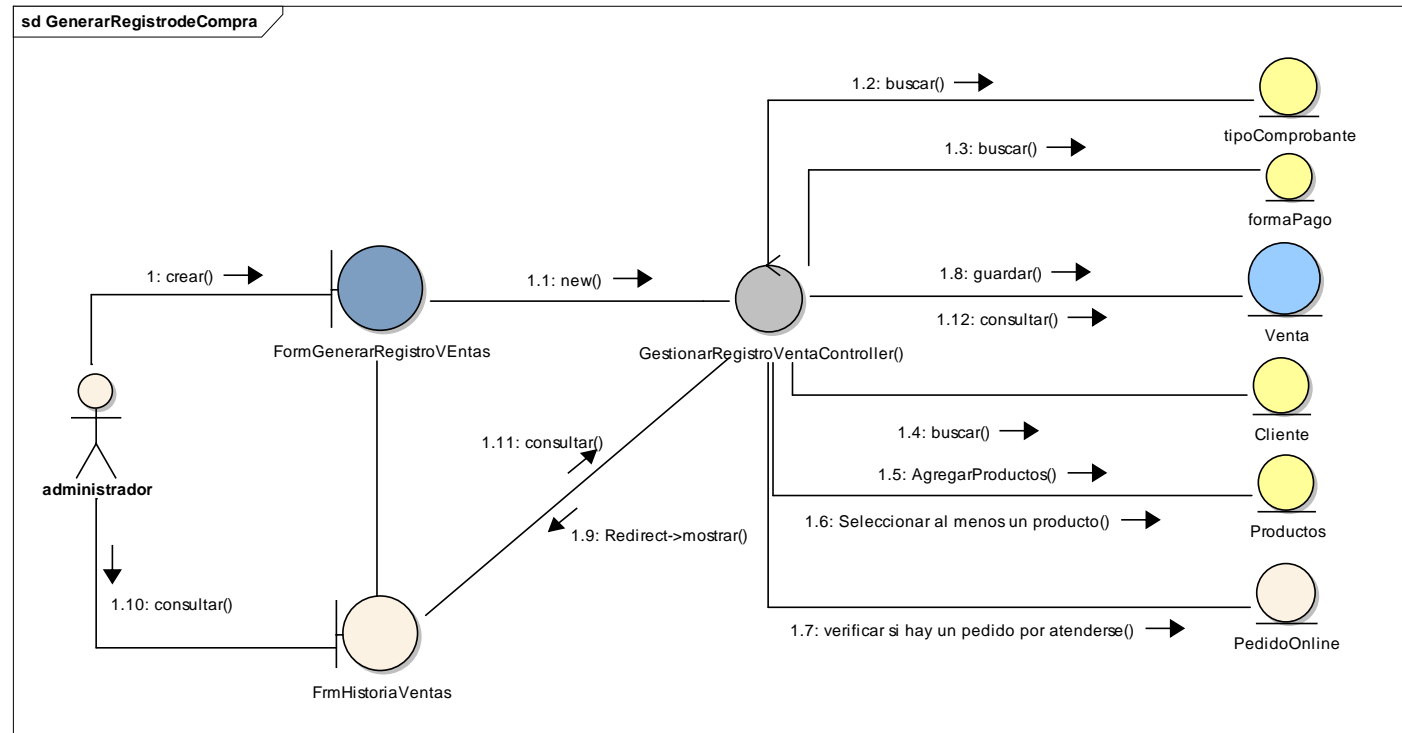 sd GenerarRegistrodeCompra
1.2: buscar()
tipoComprobante
1.3: buscar()
formaPago
1: crear()
1.1: new()
1.8: guardar()
1.12: consultar()
Venta
FormGenerarRegistroVEntas
GestionarRegistroVentaController()
1.11: consultar()
1.4: buscar()
Cliente
1.5: AgregarProductos()
administrador
1.6: Seleccionar al menos un producto()
1.9: Redirect->mostrar()
Productos
1.10: consultar()
1.7: verificar si hay un pedido por atenderse()
PedidoOnline
FrmHistoriaVentas